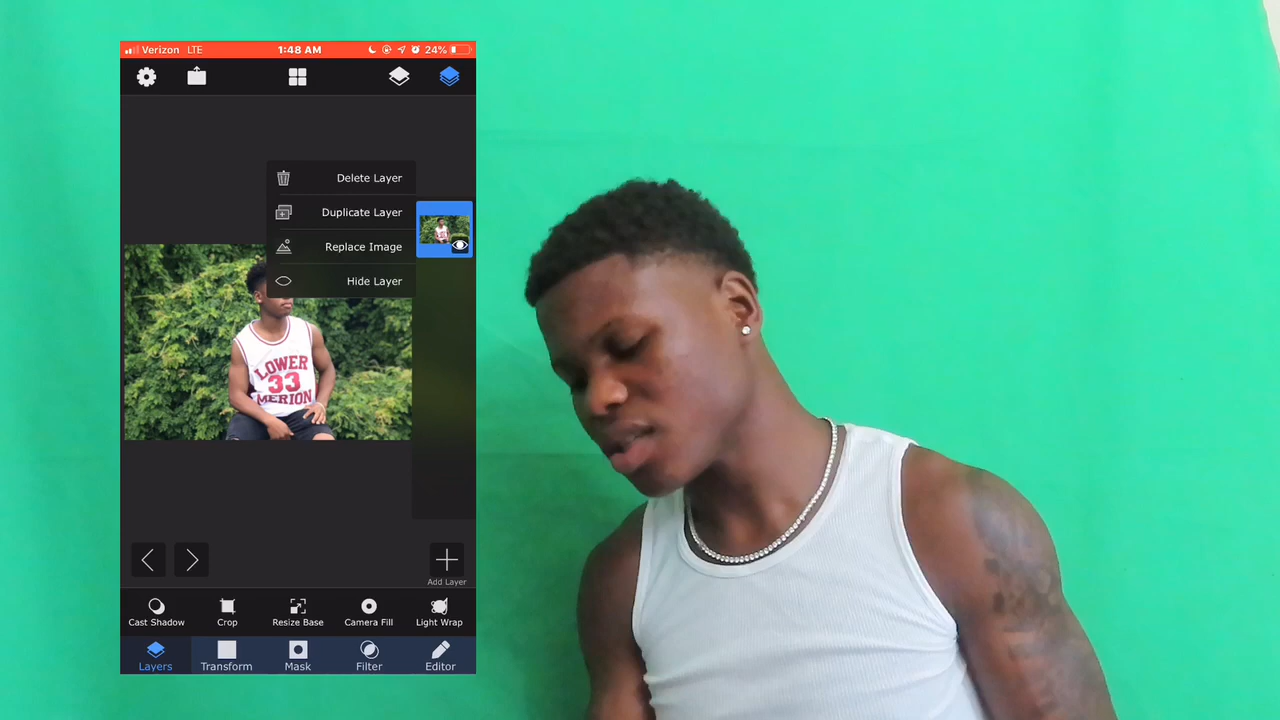 Verizon LTE 1:48 AM 24%
Delete Layer
Duplicate Layer
Replace Image
Hide Layer
LOWER
33
MERION
Add Layer
Cast Shadow Crop Resize Base Camera Fill Light Wrap
Layers Transform Mask Filter Editor